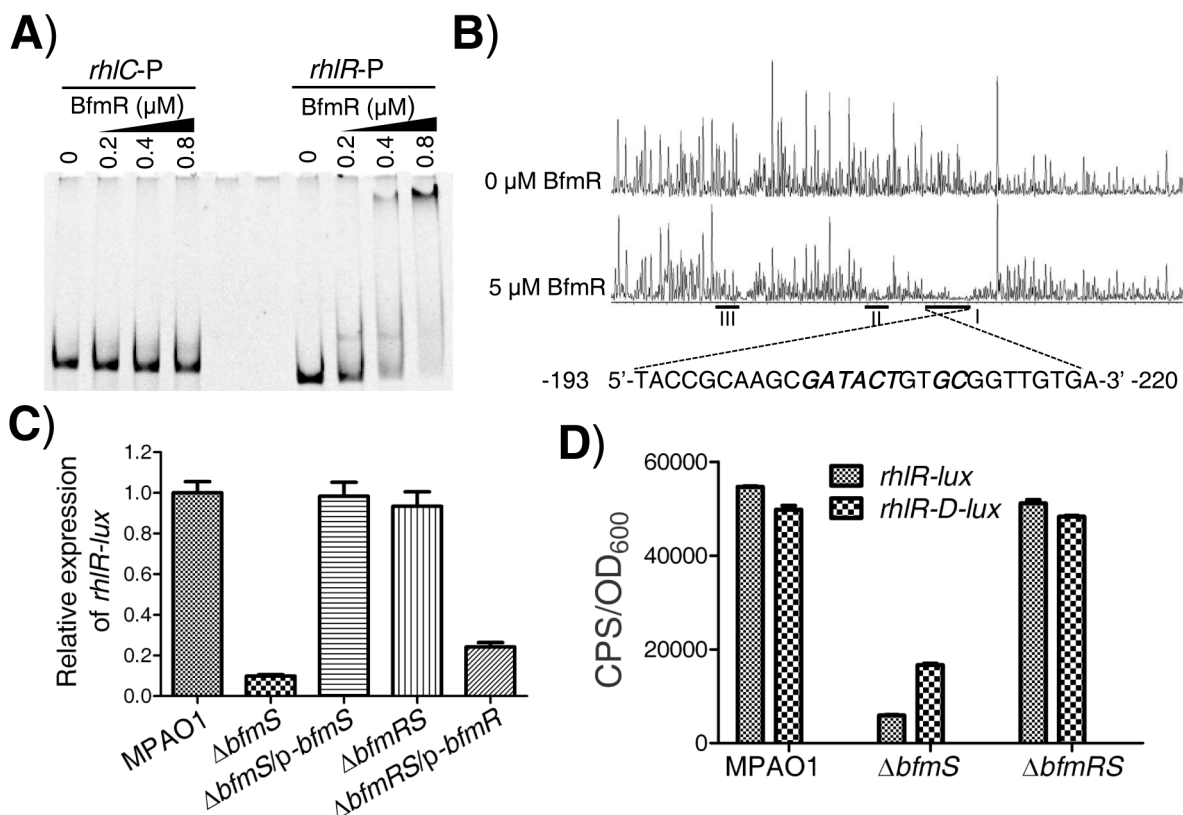 A)
rhlC-P rhlR-P
BfmR (μM) BfmR (μM)
0 0.2 0.4 0.8 0 0.2 0.4 0.8
B)
0 μM BfmR
5 μM BfmR
III II I
-193 5'-TACCGCAAGCGATACTGTGCGGTTGTGA-3' -220
C)
Relative expression
of rhlR-lux
1.2
1.0
0.8
0.6
0.4
0.2
0.0
MPAO1
ΔbfmS
ΔbfmS/p-bfmS
ΔbfmRS
ΔbfmRS/p-bfmR
D)
CPS/OD600
60000
40000
20000
0
rhlR-lux
rhlR-D-lux
MPAO1 ΔbfmS ΔbfmRS